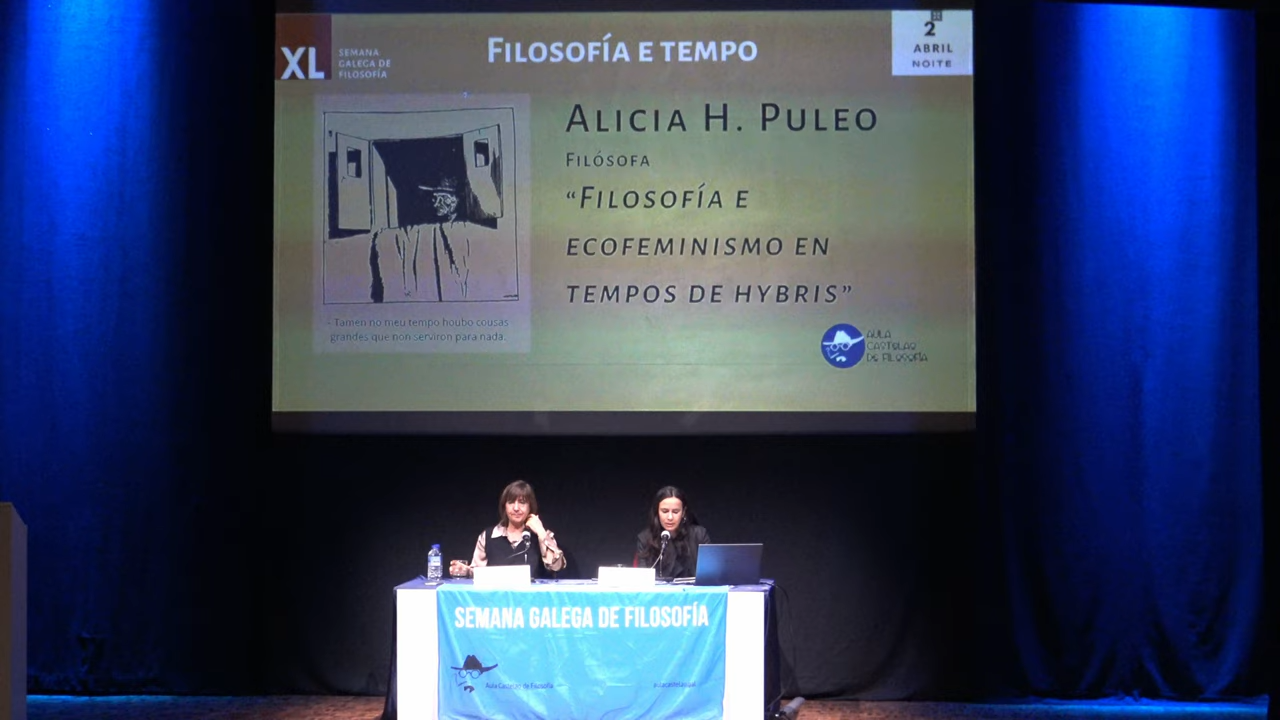 XL
SEMANA
GALEGA DE
FILOSOFÍA
FILOSOFÍA E TEMPO
2
ABRIL
NOITE
ALICIA H. PULEO
FILÓSOFA
“FILOSOFÍA E
ECOFEMINISMO EN
TEMPOS DE HYBRIS”
- Tamen no meu tempo houbo cousas
grandes que non serviron para nada.
AULA
CASTELAO
DE FILOSOFÍA
SEMANA GALEGA DE FILOSOFÍA
Aula Castelao de Filosofía